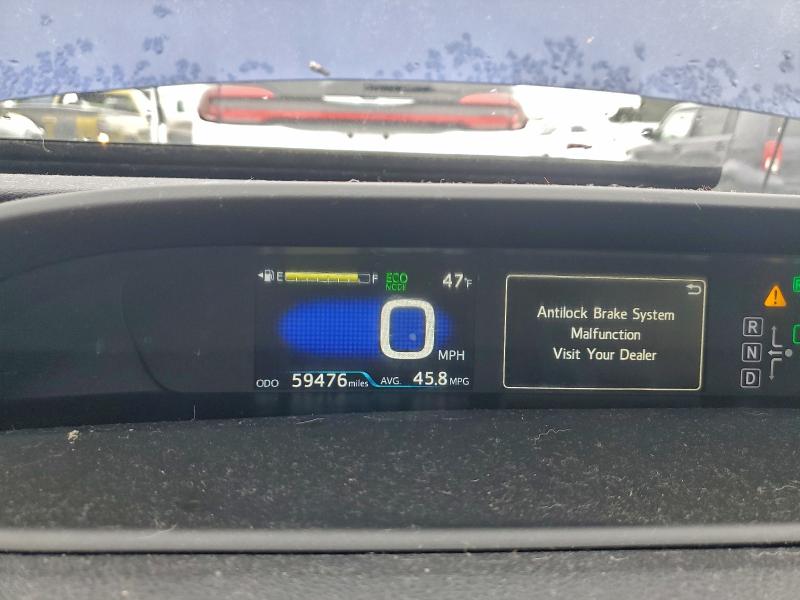 E F ECO MODE 47°F
0 MPH
ODO 59476 miles AVG. 45.8 MPG
Antilock Brake System
Malfunction
Visit Your Dealer
R
N
D